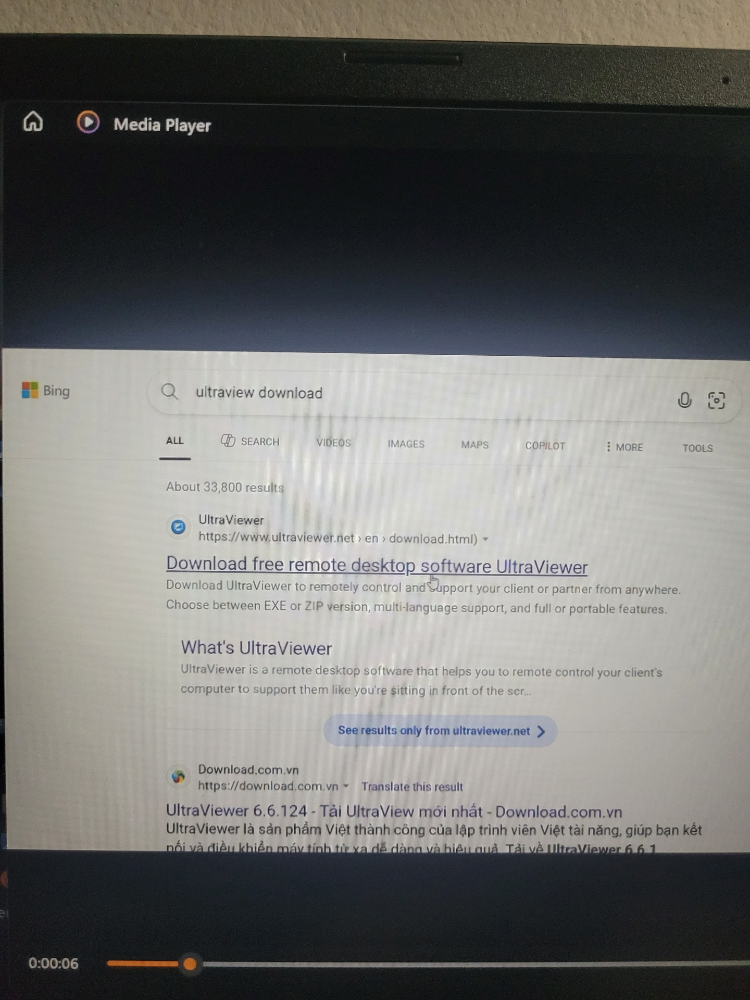 Media Player
Bing
ultraview download
ALL
SEARCH
VIDEOS
IMAGES
MAPS
COPILOT
MORE
TOOLS
About 33,800 results
UltraViewer
https://www.ultraviewer.net › en › download.html)
Download free remote desktop software UltraViewer
Download UltraViewer to remotely control and support your client or partner from anywhere.
Choose between EXE or ZIP version, multi-language support, and full or portable features.
What's UltraViewer
UltraViewer is a remote desktop software that helps you to remote control your client's
computer to support them like you're sitting in front of the scr...
See results only from ultraviewer.net
Download.com.vn
https://download.com.vn Translate this result
UltraViewer 6.6.124 - Tải UltraView mới nhất - Download.com.vn
UltraViewer là sản phẩm Việt thành công của lập trình viên Việt tài năng, giúp bạn kết
nối và điều khiển máy tính từ xa dễ dàng và hiệu quả. Tải về UltraViewer 6.6.1
0:00:06